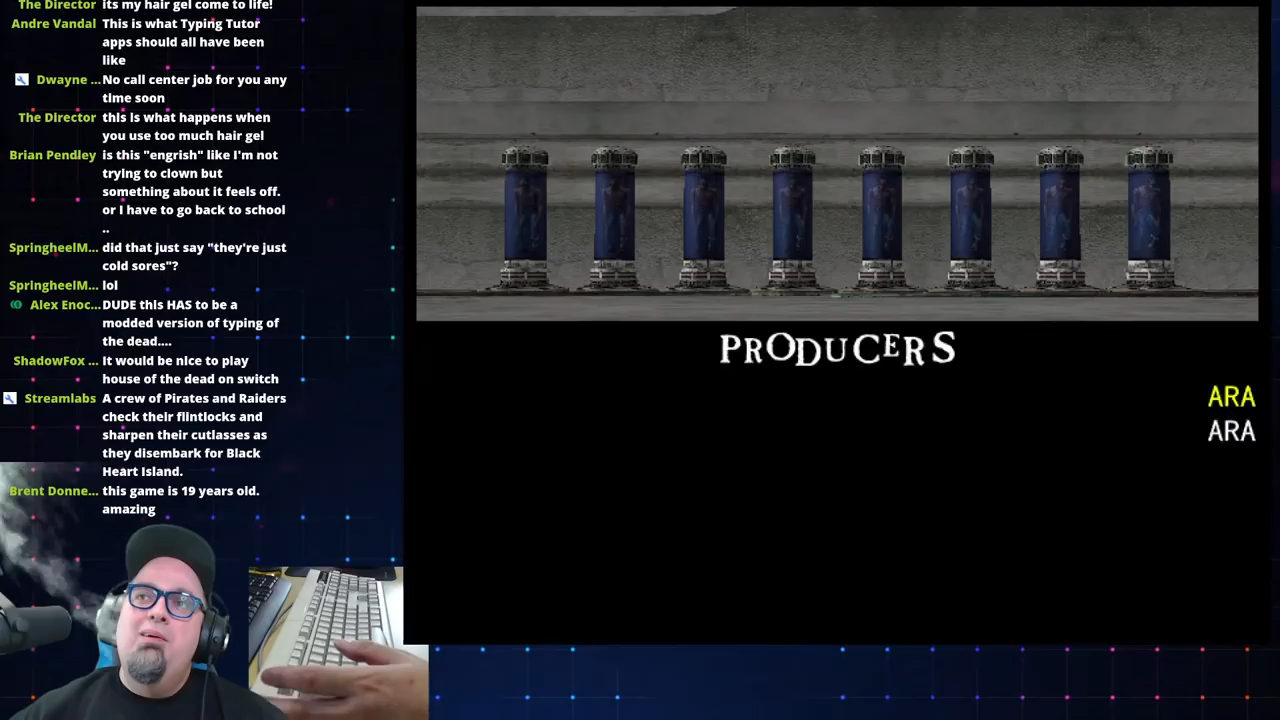 The Director its my hair gel come to life!
Andre Vandal This is what Typing Tutor
apps should all have been
like
Dwayne ... No call center job for you any
time soon
The Director this is what happens when
you use too much hair gel
Brian Pendley is this "engrish" like I'm not
trying to clown but
something about it feels off.
or I have to go back to school
..
SpringheelM... did that just say "they're just
cold sores"?
SpringheelM... lol
Alex Enoc... DUDE this HAS to be a
modded version of typing of
the dead....
ShadowFox ... It would be nice to play
house of the dead on switch
Streamlabs A crew of Pirates and Raiders
check their flintlocks and
sharpen their cutlasses as
they disembark for Black
Heart Island.
Brent Donne... this game is 19 years old.
amazing
PRODUCERS
ARA
ARA